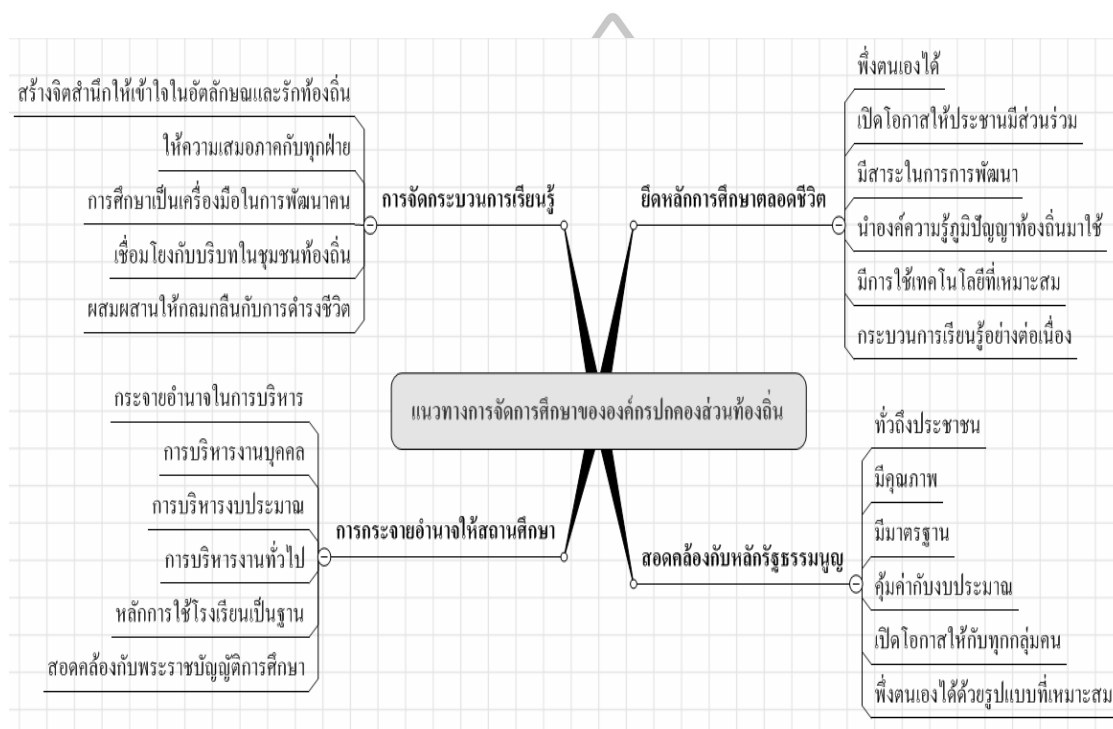 สร้างจิตสำนึกให้เข้าใจในอัตลักษณและรักท้องถิ่น
ให้ความเสมอภาคกับทุกฝ่าย
การศึกษาเป็นเครื่องมือในการพัฒนาคน
เชื่อมโยงกับบริบทในชุมชนท้องถิ่น
ผสมผสานให้กลมกลืนกับการดำรงชีวิต
การจัดกระบวนการเรียนรู้
พึ่งตนเองได้
เปิดโอกาสให้ประชานมีส่วนร่วม
มีสาระในการการพัฒนา
นำองค์ความรู้ภูมิปัญญาท้องถิ่นมาใช้
มีการใช้เทคโนโลยีที่เหมาะสม
กระบวนการเรียนรู้อย่างต่อเนื่อง
ยึดหลักการศึกษาตลอดชีวิต
แนวทางการจัดการศึกษาขององค์กรปกคองส่วนท้องถิ่น
กระจายอำนาจในการบริหาร
การบริหารงานบุคคล
การบริหารงบประมาณ
การบริหารงานทั่วไป
หลักการใช้โรงเรียนเป็นฐาน
สอดคล้องกับพระราชบัญญัติการศึกษา
การกระจายอำนาจให้สถานศึกษา
ทั่วถึงประชาชน
มีคุณภาพ
มีมาตรฐาน
คุ้มค่ากับงบประมาณ
เปิดโอกาสให้กับทุกกลุ่มคน
พึ่งตนเองได้ด้วยรูปแบบที่เหมาะสม
สอดคล้องกับหลักรัฐธรรมนูญ